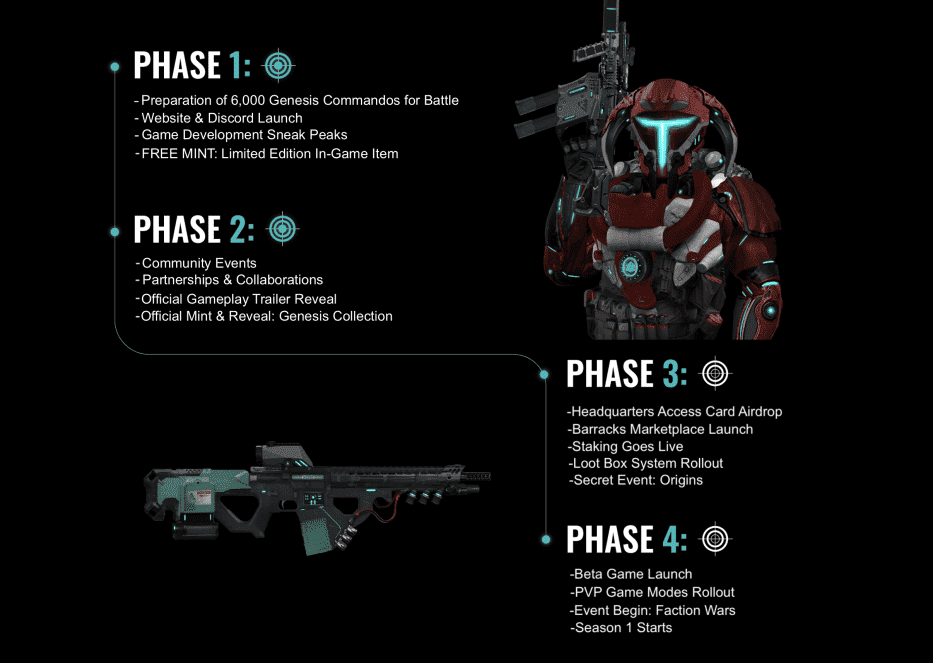 PHASE 1:
- Preparation of 6,000 Genesis Commandos for Battle
- Website & Discord Launch
- Game Development Sneak Peaks
- FREE MINT: Limited Edition In-Game Item
PHASE 2:
- Community Events
- Partnerships & Collaborations
- Official Gameplay Trailer Reveal
- Official Mint & Reveal: Genesis Collection
PHASE 3:
-Headquarters Access Card Airdrop
-Barracks Marketplace Launch
-Staking Goes Live
-Loot Box System Rollout
-Secret Event: Origins
PHASE 4:
-Beta Game Launch
-PVP Game Modes Rollout
-Event Begin: Faction Wars
-Season 1 Starts